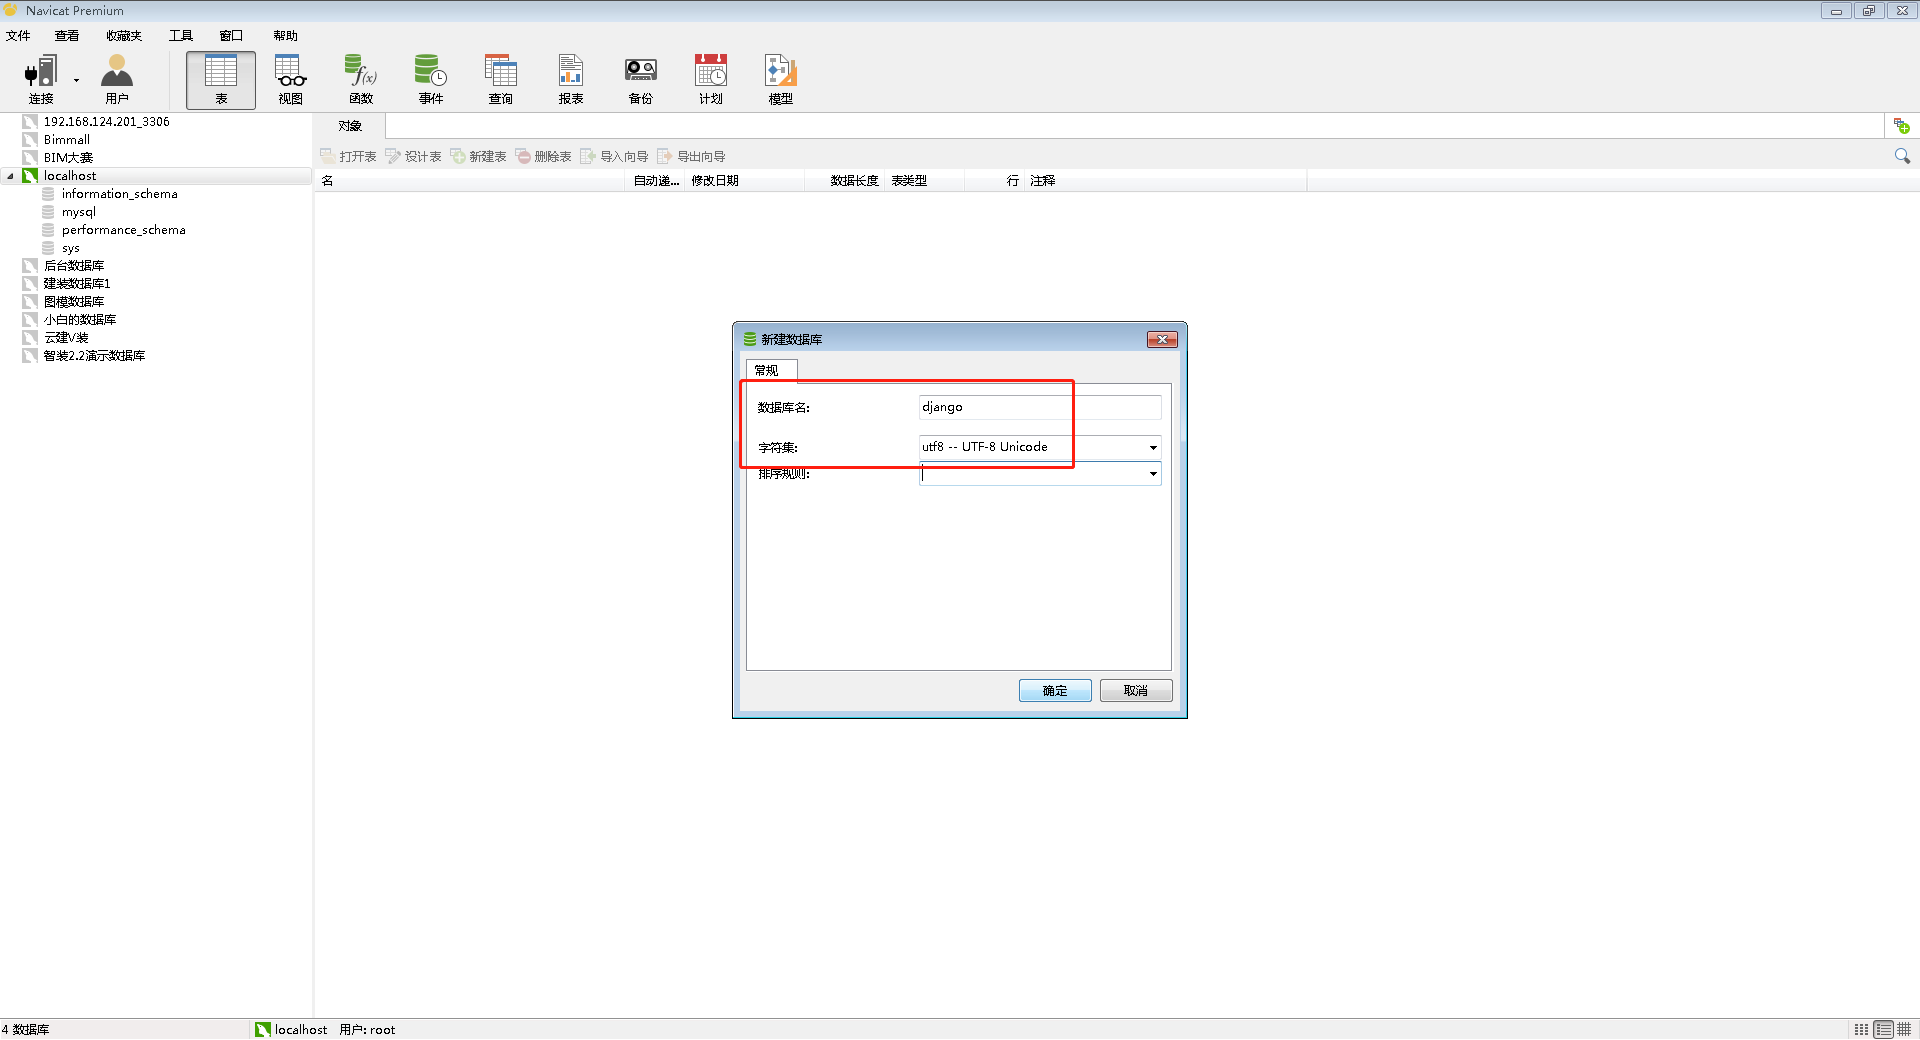 Navicat Premium
文件 查看 收藏夹 工具 窗口 帮助
连接 用户 表 视图 函数 事件 查询 报表 备份 计划 模型
192.168.124.201_3306
Bimmall
BIM大赛
localhost
information_schema
mysql
performance_schema
sys
后台数据库
建装数据库1
图模数据库
小白的数据库
云建V装
智装2.2演示数据库
对象
打开表 设计表 新建表 删除表 导入向导 导出向导
名 自动递... 修改日期 数据长度 表类型 行 注释
新建数据库
常规
数据库名: django
字符集: utf8 -- UTF-8 Unicode
排序规则:
确定 取消
4 数据库 localhost 用户: root